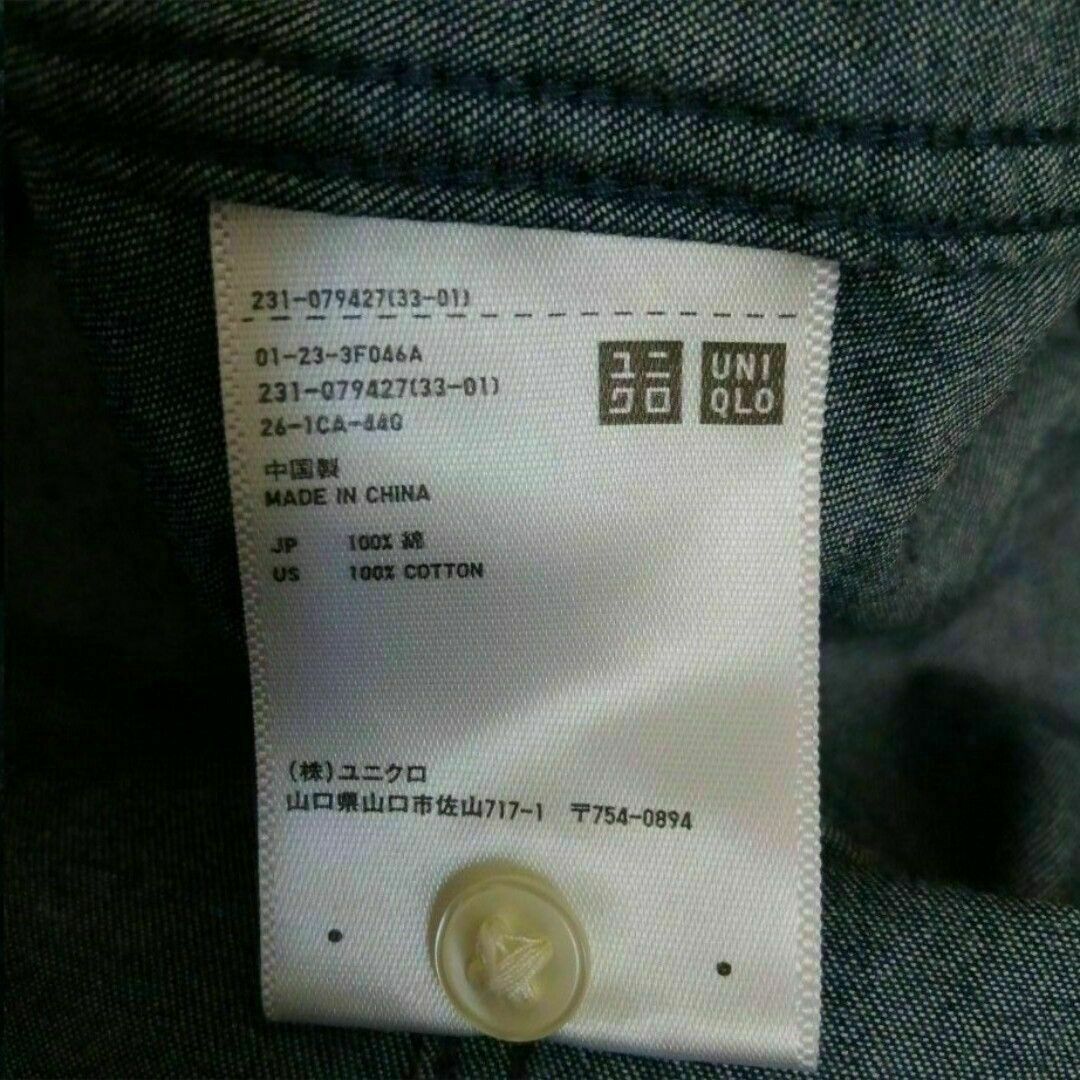 231-079427(33-01)
01-23-3F046A
231-079427(33-01)
26-1CA-44G
ユニ
クロ
UNI
QLO
中国製
MADE IN CHINA
JP 100% 綿
US 100% COTTON
(株)ユニクロ
山口県山口市佐山717-1 〒754-0894